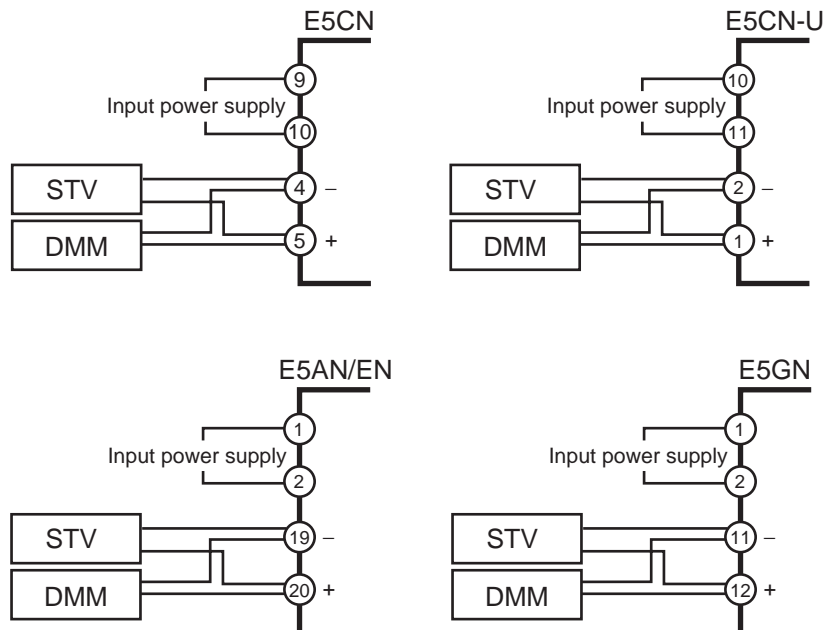 E5CN
9
Input power supply
10
STV
4 –
DMM
5 +
E5CN-U
10
Input power supply
11
STV
2 –
DMM
1 +
E5AN/EN
1
Input power supply
2
STV
19 –
DMM
20 +
E5GN
1
Input power supply
2
STV
11 –
DMM
12 +